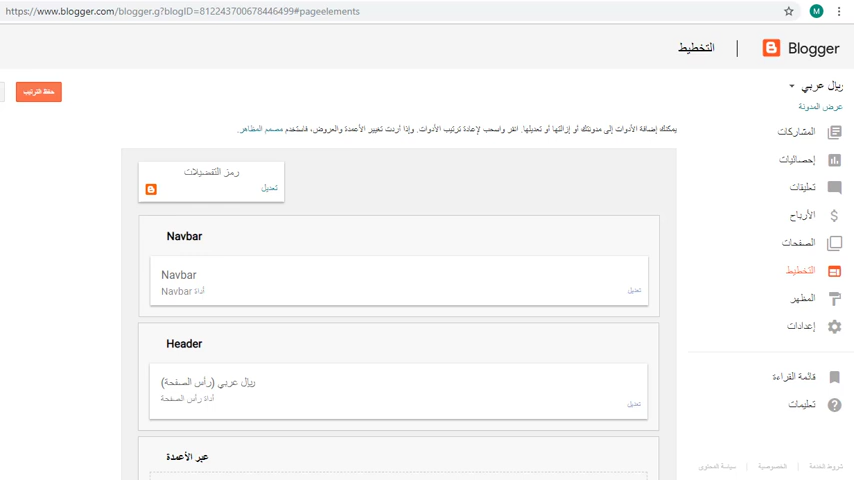 https://www.blogger.com/blogger.g?blogID=812243700678446499#pageelements
M
Blogger
التخطيط
ريال عربي
عرض المدونة
المشاركات
إحصائيات
تعليقات
الأرباح
الصفحات
التخطيط
المظهر
إعدادات
قائمة القراءة
تعليمات
شروط الخدمة | الخصوصية | سياسة المحتوى
حفظ الترتيب
يمكنك إضافة الأدوات إلى مدونتك أو إزالتها أو تعديلها. انقر واسحب لإعادة ترتيب الأدوات. وإذا أردت تغيير الأعمدة والعروض، فاستخدم مصمم المظاهر.
رمز التفضيلات
تعديل
Navbar
Navbar
أداة Navbar
تعديل
Header
ريال عربي (رأس الصفحة)
أداة رأس الصفحة
تعديل
عبر الأعمدة